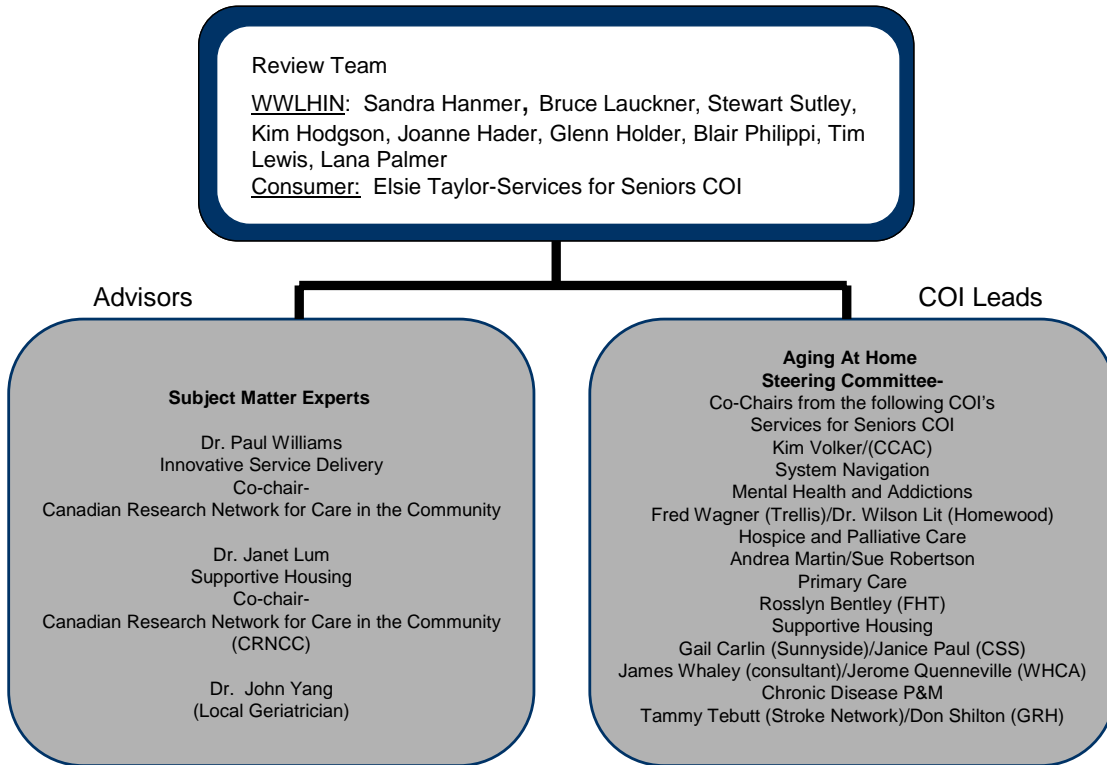 Review Team
WWLHIN: Sandra Hanmer, Bruce Lauckner, Stewart Sutley,
Kim Hodgson, Joanne Hader, Glenn Holder, Blair Philippi, Tim
Lewis, Lana Palmer
Consumer: Elsie Taylor-Services for Seniors COI
Advisors
Subject Matter Experts
Dr. Paul Williams
Innovative Service Delivery
Co-chair-
Canadian Research Network for Care in the Community
Dr. Janet Lum
Supportive Housing
Co-chair-
Canadian Research Network for Care in the Community
(CRNCC)
Dr. John Yang
(Local Geriatrician)
COI Leads
Aging At Home
Steering Committee-
Co-Chairs from the following COI's
Services for Seniors COI
Kim Volker/(CCAC)
System Navigation
Mental Health and Addictions
Fred Wagner (Trellis)/Dr. Wilson Lit (Homewood)
Hospice and Palliative Care
Andrea Martin/Sue Robertson
Primary Care
Rosslyn Bentley (FHT)
Supportive Housing
Gail Carlin (Sunnyside)/Janice Paul (CSS)
James Whaley (consultant)/Jerome Quenneville (WHCA)
Chronic Disease P&M
Tammy Tebutt (Stroke Network)/Don Shilton (GRH)